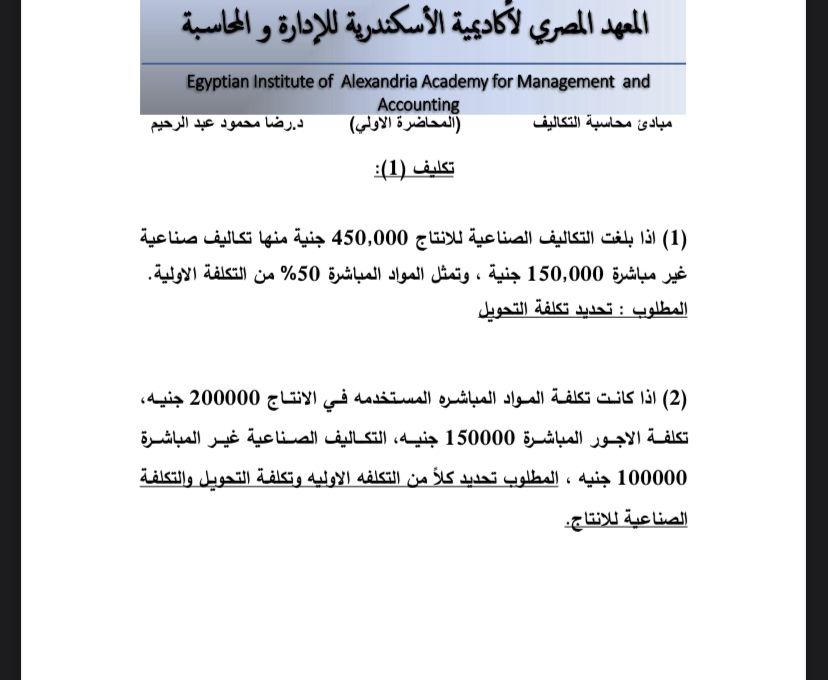 المعهد المصري لأكاديمية الأسكندرية للإدارة و المحاسبة
Egyptian Institute of Alexandria Academy for Management and
Accounting
مبادئ محاسبة التكاليف (المحاضرة الاولي) د.رضا محمود عبد الرحيم
تكليف (1):
(1) اذا بلغت التكاليف الصناعية للانتاج 450,000 جنية منها تكاليف صناعية
غير مباشرة 150,000 جنية ، وتمثل المواد المباشرة 50% من التكلفة الاولية.
المطلوب : تحديد تكلفة التحويل
(2) اذا كانت تكلفة المواد المباشره المستخدمه في الانتاج 200000 جنيه،
تكلفة الاجور المباشرة 150000 جنيه، التكاليف الصناعية غير المباشرة
100000 جنيه ، المطلوب تحديد كلاً من التكلفه الاوليه وتكلفة التحويل والتكلفة
الصناعية للانتاج.